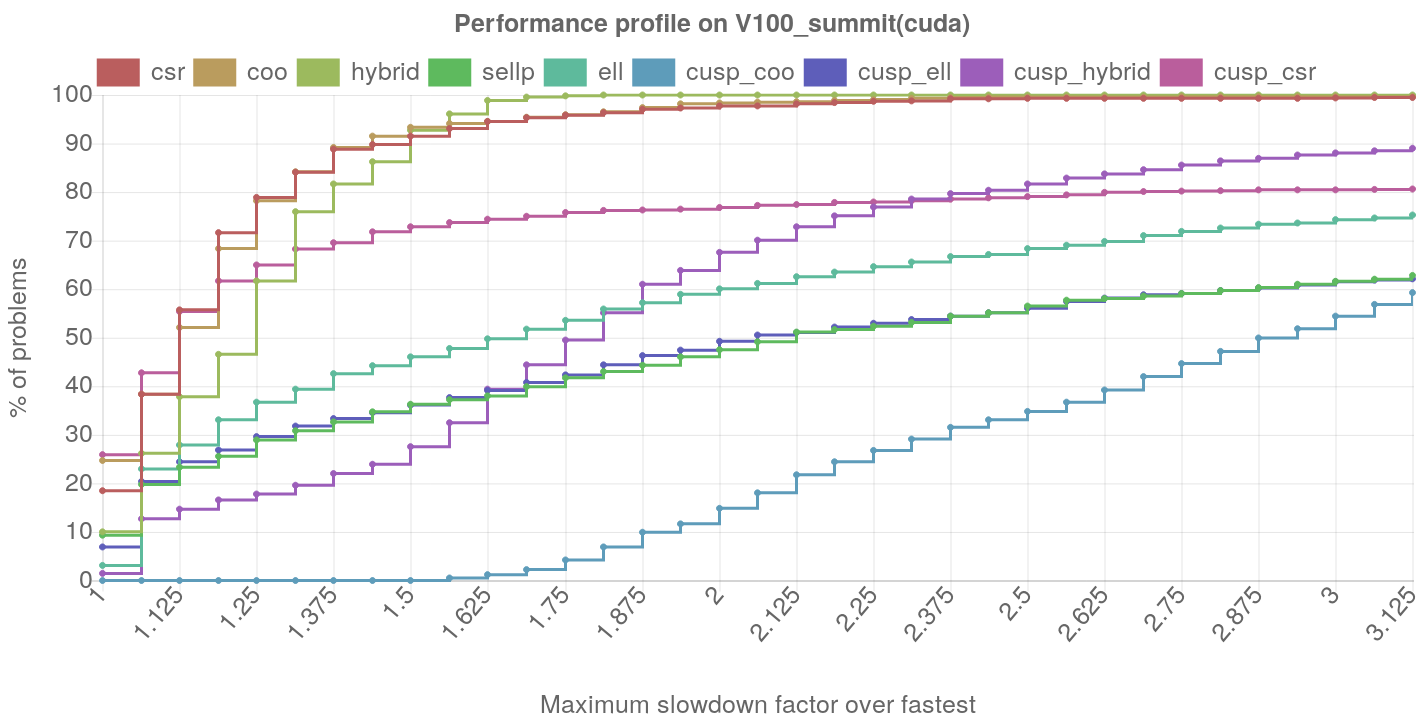 Performance profile on V100_summit(cuda)
csr coo hybrid sellp ell cusp_coo cusp_ell cusp_hybrid cusp_csr
100
90
80
70
60
50
40
30
20
10
0
% of problems
1 1.125 1.25 1.375 1.5 1.625 1.75 1.875 2 2.125 2.25 2.375 2.5 2.625 2.75 2.875 3 3.125
Maximum slowdown factor over fastest